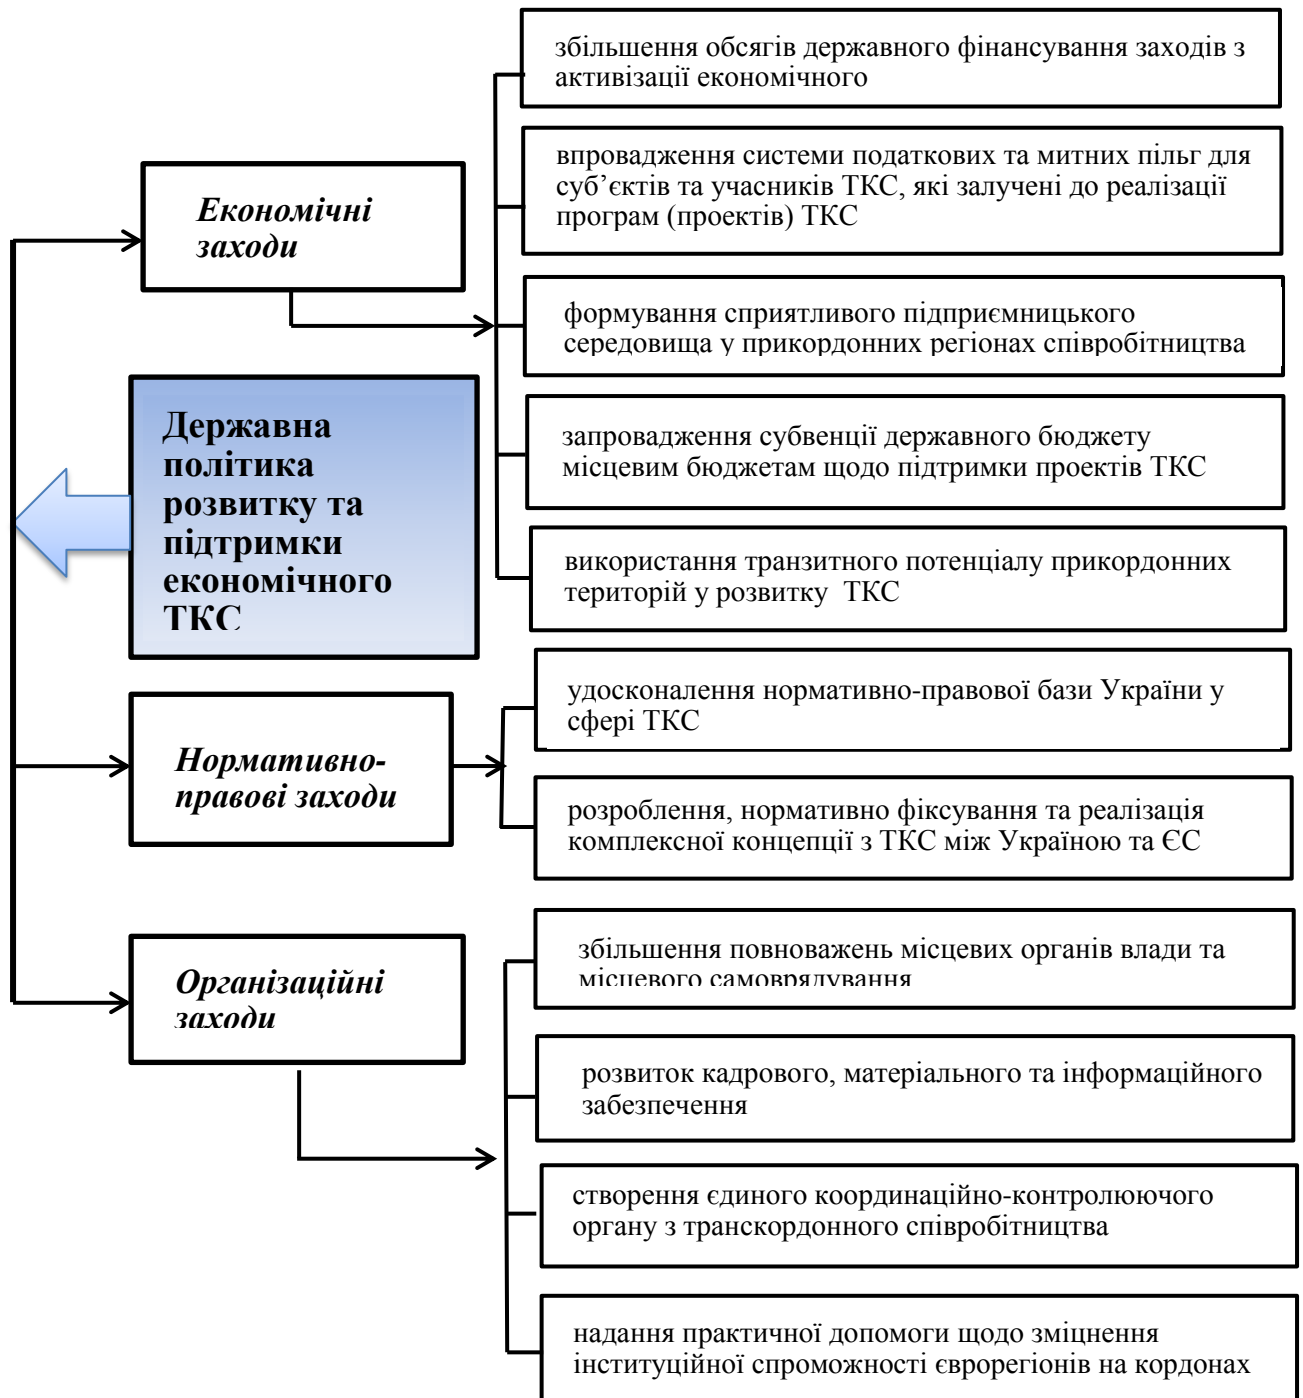 збільшення обсягів державного фінансування заходів з
активізації економічного
впровадження системи податкових та митних пільг для
суб’єктів та учасників ТКС, які залучені до реалізації
програм (проектів) ТКС
Економічні
заходи
формування сприятливого підприємницького
середовища у прикордонних регіонах співробітництва
Державна
політика
розвитку та
підтримки
економічного
ТКС
запровадження субвенції державного бюджету
місцевим бюджетам щодо підтримки проектів ТКС
використання транзитного потенціалу прикордонних
територій у розвитку ТКС
Нормативно-
правові заходи
удосконалення нормативно-правової бази України у
сфері ТКС
розроблення, нормативно фіксування та реалізація
комплексної концепції з ТКС між Україною та ЄС
Організаційні
заходи
збільшення повноважень місцевих органів влади та
місцевого самоврядування
розвиток кадрового, матеріального та інформаційного
забезпечення
створення єдиного координаційно-контролюючого
органу з транскордонного співробітництва
надання практичної допомоги щодо зміцнення
інституційної спроможності єврорегіонів на кордонах